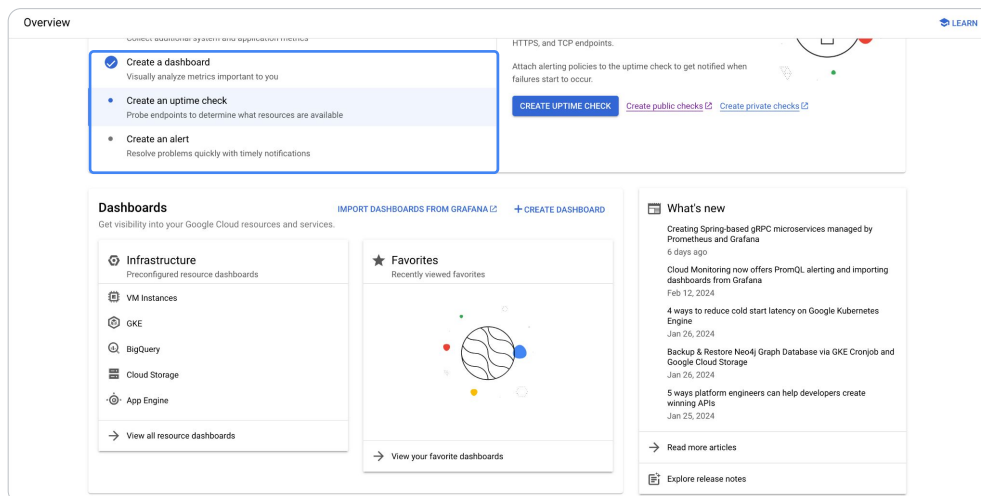 Overview
LEARN
Collect additional system and application metrics
Create a dashboard
Visually analyze metrics important to you
Create an uptime check
Probe endpoints to determine what resources are available
Create an alert
Resolve problems quickly with timely notifications
HTTPS, and TCP endpoints.
Attach alerting policies to the uptime check to get notified when
failures start to occur.
CREATE UPTIME CHECK Create public checks Create private checks
Dashboards
IMPORT DASHBOARDS FROM GRAFANA + CREATE DASHBOARD
Get visibility into your Google Cloud resources and services.
Infrastructure
Preconfigured resource dashboards
VM Instances
GKE
BigQuery
Cloud Storage
App Engine
View all resource dashboards
Favorites
Recently viewed favorites
View your favorite dashboards
What's new
Creating Spring-based gRPC microservices managed by
Prometheus and Grafana
6 days ago
Cloud Monitoring now offers PromQL alerting and importing
dashboards from Grafana
Feb 12, 2024
4 ways to reduce cold start latency on Google Kubernetes
Engine
Jan 26, 2024
Backup & Restore Neo4j Graph Database via GKE Cronjob and
Google Cloud Storage
Jan 26, 2024
5 ways platform engineers can help developers create
winning APIs
Jan 25, 2024
Read more articles
Explore release notes